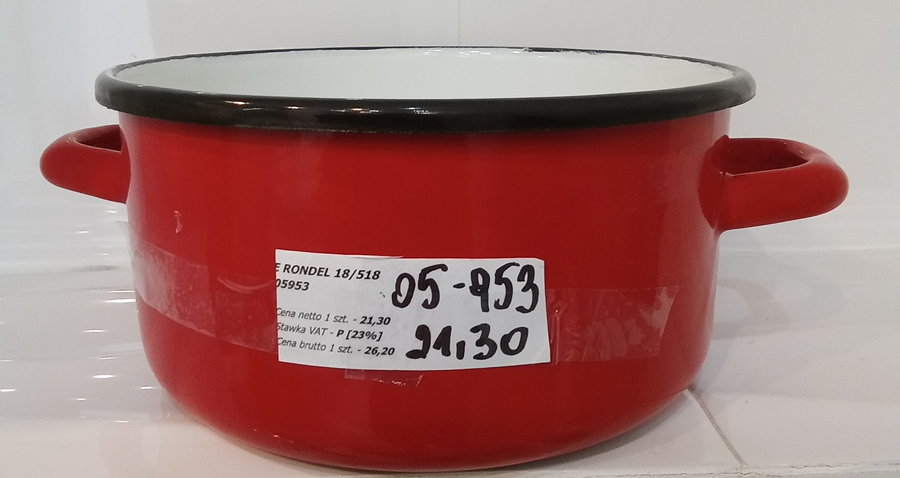 E RONDEL 18/518
05953
05-953
Cena netto 1 szt. - 21,30
Stawka VAT - P [23%]
Cena brutto 1 szt. - 26,20
21,30